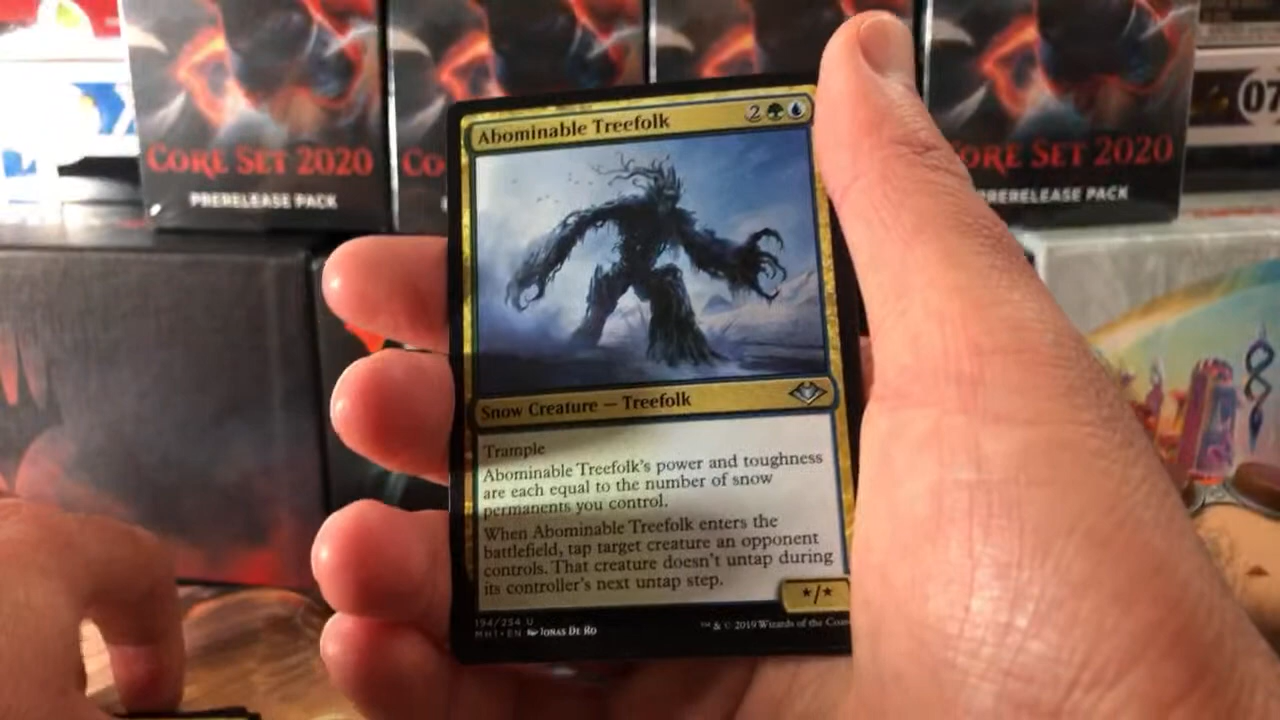 CORE SET 2020
PRERELEASE PACK
CO
ORE SET 2020
PRERELEASE PACK
07
Abominable Treefolk
2
Snow Creature — Treefolk
Trample
Abominable Treefolk's power and toughness
are each equal to the number of snow
permanents you control.
When Abominable Treefolk enters the
battlefield, tap target creature an opponent
controls. That creature doesn't untap during
its controller's next untap step.
*/*
194/254 U
MH1 • EN JONAS DE RO
™ & © 2019 Wizards of the Coas